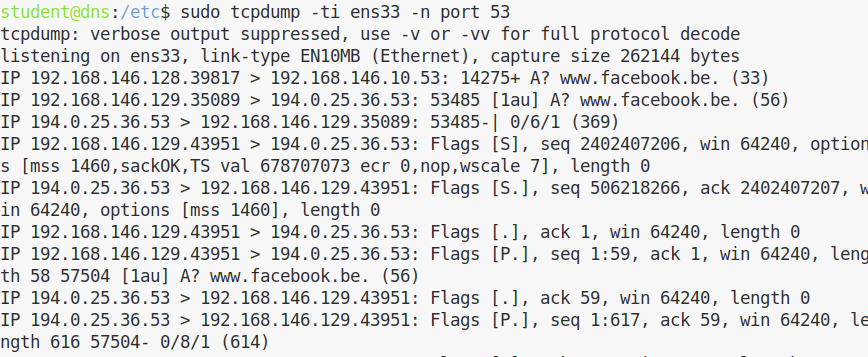 student@dns:/etc$ sudo tcpdump -ti ens33 -n port 53
tcpdump: verbose output suppressed, use -v or -vv for full protocol decode
listening on ens33, link-type EN10MB (Ethernet), capture size 262144 bytes
IP 192.168.146.128.39817 > 192.168.146.10.53: 14275+ A? www.facebook.be. (33)
IP 192.168.146.129.35089 > 194.0.25.36.53: 53485 [1au] A? www.facebook.be. (56)
IP 194.0.25.36.53 > 192.168.146.129.35089: 53485-| 0/6/1 (369)
IP 192.168.146.129.43951 > 194.0.25.36.53: Flags [S], seq 2402407206, win 64240, option
s [mss 1460,sackOK,TS val 678707073 ecr 0,nop,wscale 7], length 0
IP 194.0.25.36.53 > 192.168.146.129.43951: Flags [S.], seq 506218266, ack 2402407207, w
in 64240, options [mss 1460], length 0
IP 192.168.146.129.43951 > 194.0.25.36.53: Flags [.], ack 1, win 64240, length 0
IP 192.168.146.129.43951 > 194.0.25.36.53: Flags [P.], seq 1:59, ack 1, win 64240, leng
th 58 57504 [1au] A? www.facebook.be. (56)
IP 194.0.25.36.53 > 192.168.146.129.43951: Flags [.], ack 59, win 64240, length 0
IP 194.0.25.36.53 > 192.168.146.129.43951: Flags [P.], seq 1:617, ack 59, win 64240, le
ngth 616 57504- 0/8/1 (614)